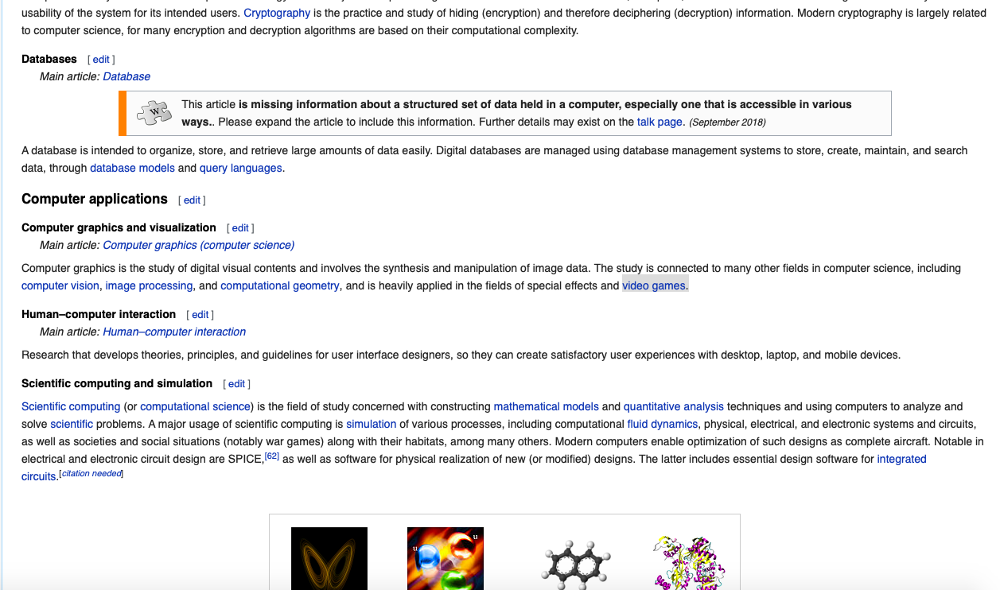 usability of the system for its intended users. Cryptography is the practice and study of hiding (encryption) and therefore deciphering (decryption) information. Modern cryptography is largely related
to computer science, for many encryption and decryption algorithms are based on their computational complexity.
Databases [ edit ]
Main article: Database
This article is missing information about a structured set of data held in a computer, especially one that is accessible in various
ways.. Please expand the article to include this information. Further details may exist on the talk page. (September 2018)
W
A database is intended to organize, store, and retrieve large amounts of data easily. Digital databases are managed using database management systems to store, create, maintain, and search
data, through database models and query languages.
Computer applications [ edit ]
Computer graphics and visualization [ edit ]
Main article: Computer graphics (computer science)
Computer graphics is the study of digital visual contents and involves the synthesis and manipulation of image data. The study is connected to many other fields in computer science, including
computer vision, image processing, and computational geometry, and is heavily applied in the fields of special effects and video games.
Human–computer interaction [ edit ]
Main article: Human–computer interaction
Research that develops theories, principles, and guidelines for user interface designers, so they can create satisfactory user experiences with desktop, laptop, and mobile devices.
Scientific computing and simulation [ edit ]
Scientific computing (or computational science) is the field of study concerned with constructing mathematical models and quantitative analysis techniques and using computers to analyze and
solve scientific problems. A major usage of scientific computing is simulation of various processes, including computational fluid dynamics, physical, electrical, and electronic systems and circuits,
as well as societies and social situations (notably war games) along with their habitats, among many others. Modern computers enable optimization of such designs as complete aircraft. Notable in
electrical and electronic circuit design are SPICE,[62] as well as software for physical realization of new (or modified) designs. The latter includes essential design software for integrated
circuits.[citation needed]
u
u